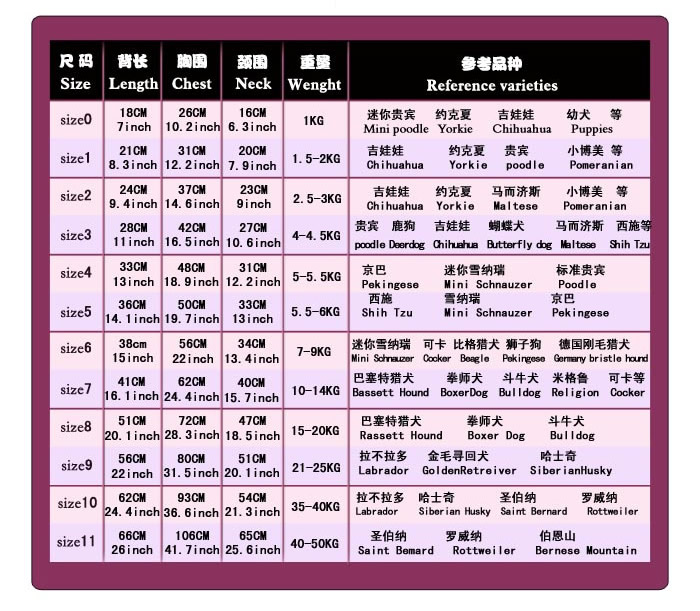 尺 码 背长 胸围 颈围 重量 参考品种
Size Length Chest Neck Wenght Reference varieties
size0 18CM 26CM 16CM 1KG 迷你贵宾 约克夏 吉娃娃 幼犬 等
7inch 10.2inch 6.3inch Mini poodle Yorkie Chihuahua Puppies
size1 21CM 31CM 20CM 1.5-2KG 吉娃娃 约克夏 贵宾 小博美 等
8.3inch 12.2inch 7.9inch Chihuahua Yorkie poodle Pomeranian
size2 24CM 37CM 23CM 2.5-3KG 吉娃娃 约克夏 马而济斯 小博美 等
9.4inch 14.6inch 9inch Chihuahua Yorkie Maltese Pomeranian
size3 28CM 42CM 27CM 4-4.5KG 贵宾 鹿狗 吉娃娃 蝴蝶犬 马而济斯 西施等
11inch 16.5inch 10.6inch poodle Deerdog Chihuahua Butterfly dog Maltese Shih Tzu
size4 33CM 48CM 31CM 5-5.5KG 京巴 迷你雪纳瑞 标准贵宾
13inch 18.9inch 12.2inch Pekingese Mini Schnauzer Poodle
size5 36CM 50CM 33CM 5.5-6KG 西施 雪纳瑞 京巴
14.1inch 19.7inch 13inch Shih Tzu Mini Schnauzer Pekingese
size6 38cm 56CM 34CM 7-9KG 迷你雪纳瑞 可卡 比格猎犬 狮子狗 德国刚毛猎犬
15inch 22inch 13.4inch Mini Schnauzer Cocker Beagle Pekingese Germany bristle hound
size7 41CM 62CM 40CM 10-14KG 巴塞特猎犬 拳师犬 斗牛犬 米格鲁 可卡等
16.1inch 24.4inch 15.7inch Bassett Hound BoxerDog Bulldog Religion Cocker
size8 51CM 72CM 47CM 15-20KG 巴塞特猎犬 拳师犬 斗牛犬
20.1inch 28.3inch 18.5inch Rassett Hound Boxer Dog Bulldog
size9 56CM 80CM 51CM 21-25KG 拉不拉多 金毛寻回犬 哈士奇
22inch 31.5inch 20.1inch Labrador GoldenRetreiver SiberianHusky
size10 62CM 93CM 54CM 35-40KG 拉不拉多 哈士奇 圣伯纳 罗威纳
24.4inch 36.6inch 21.3inch Labrador Siberian Husky Saint Bernard Rottweiler
size11 66CM 106CM 65CM 40-50KG 圣伯纳 罗威纳 伯恩山
26inch 41.7inch 25.6inch Saint Bemard Rottweiler Bernese Mountain